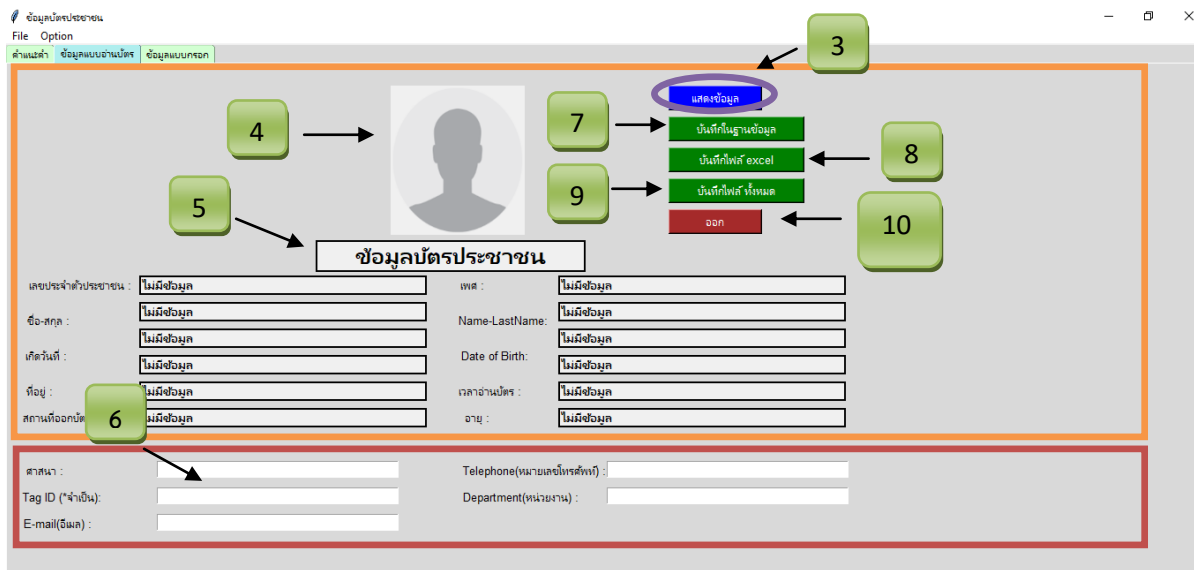 ข้อมูลบัตรประชาชน
File Option
คำแนะคำ ข้อมูลแบบอ่านบัตร ข้อมูลแบบกรอก
3
แสดงข้อมูล
4
7
บันทึกในฐานข้อมูล
8
บันทึกไฟล์ excel
9
บันทึกไฟล์ ทั้งหมด
5
10
ออก
ข้อมูลบัตรประชาชน
เลขประจำตัวประชาชน : ไม่มีข้อมูล เพศ : ไม่มีข้อมูล
ชื่อ-สกุล : ไม่มีข้อมูล Name-LastName: ไม่มีข้อมูล
ไม่มีข้อมูล ไม่มีข้อมูล
เกิดวันที่ : ไม่มีข้อมูล Date of Birth: ไม่มีข้อมูล
ที่อยู่ : ไม่มีข้อมูล เวลาอ่านบัตร : ไม่มีข้อมูล
สถานที่ออกบัต ไม่มีข้อมูล อายุ : ไม่มีข้อมูล
6
ศาสนา : Telephone(หมายเลขโทรศัพท์) :
Tag ID (*จำเป็น): Department(หน่วยงาน) :
E-mail(อีเมล) :